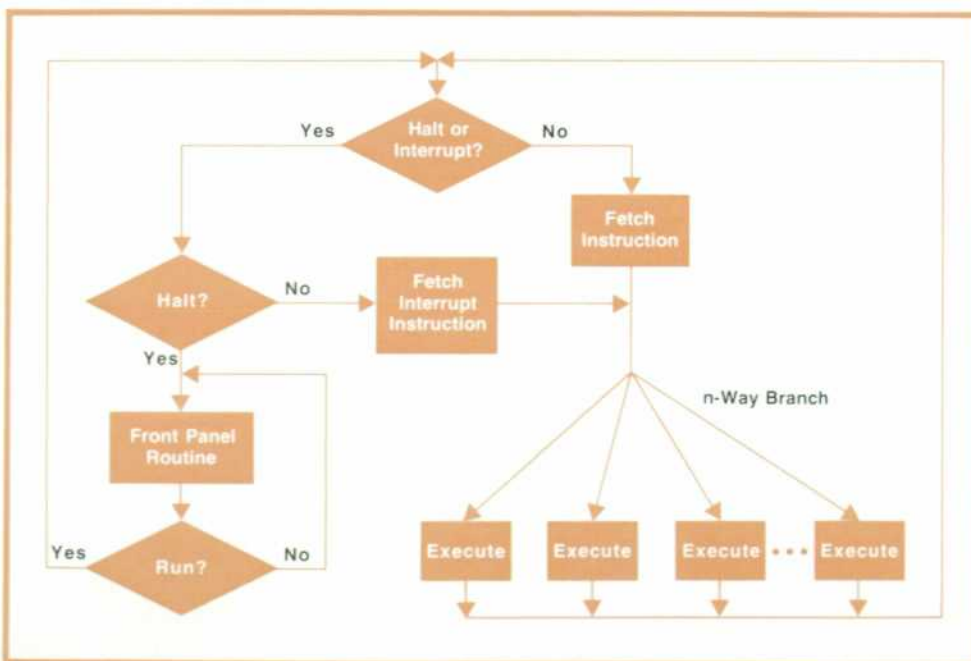 Halt or
Interrupt?
Yes
No
Fetch
Instruction
Halt?
No
Fetch
Interrupt
Instruction
Yes
n-Way Branch
Front Panel
Routine
Execute
Execute
Execute
Execute
Yes
Run?
No